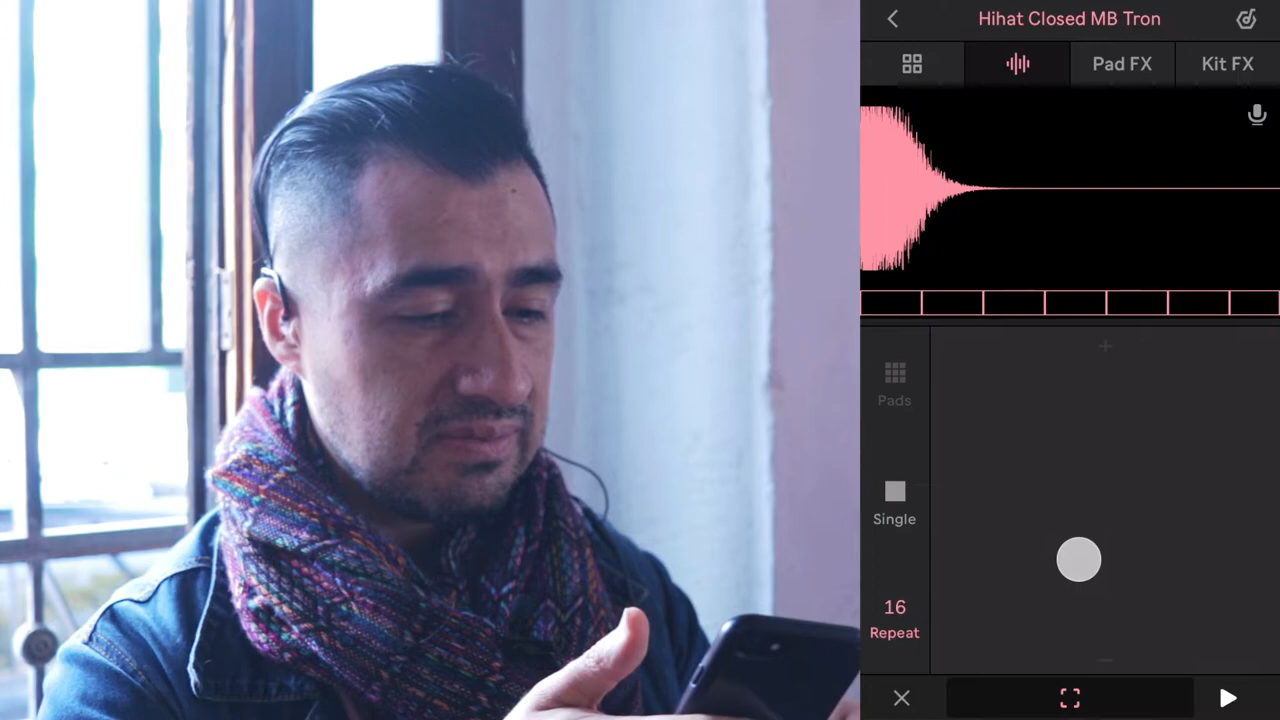 Hihat Closed MB Tron
Pad FX
Kit FX
Pads
Single
16
Repeat